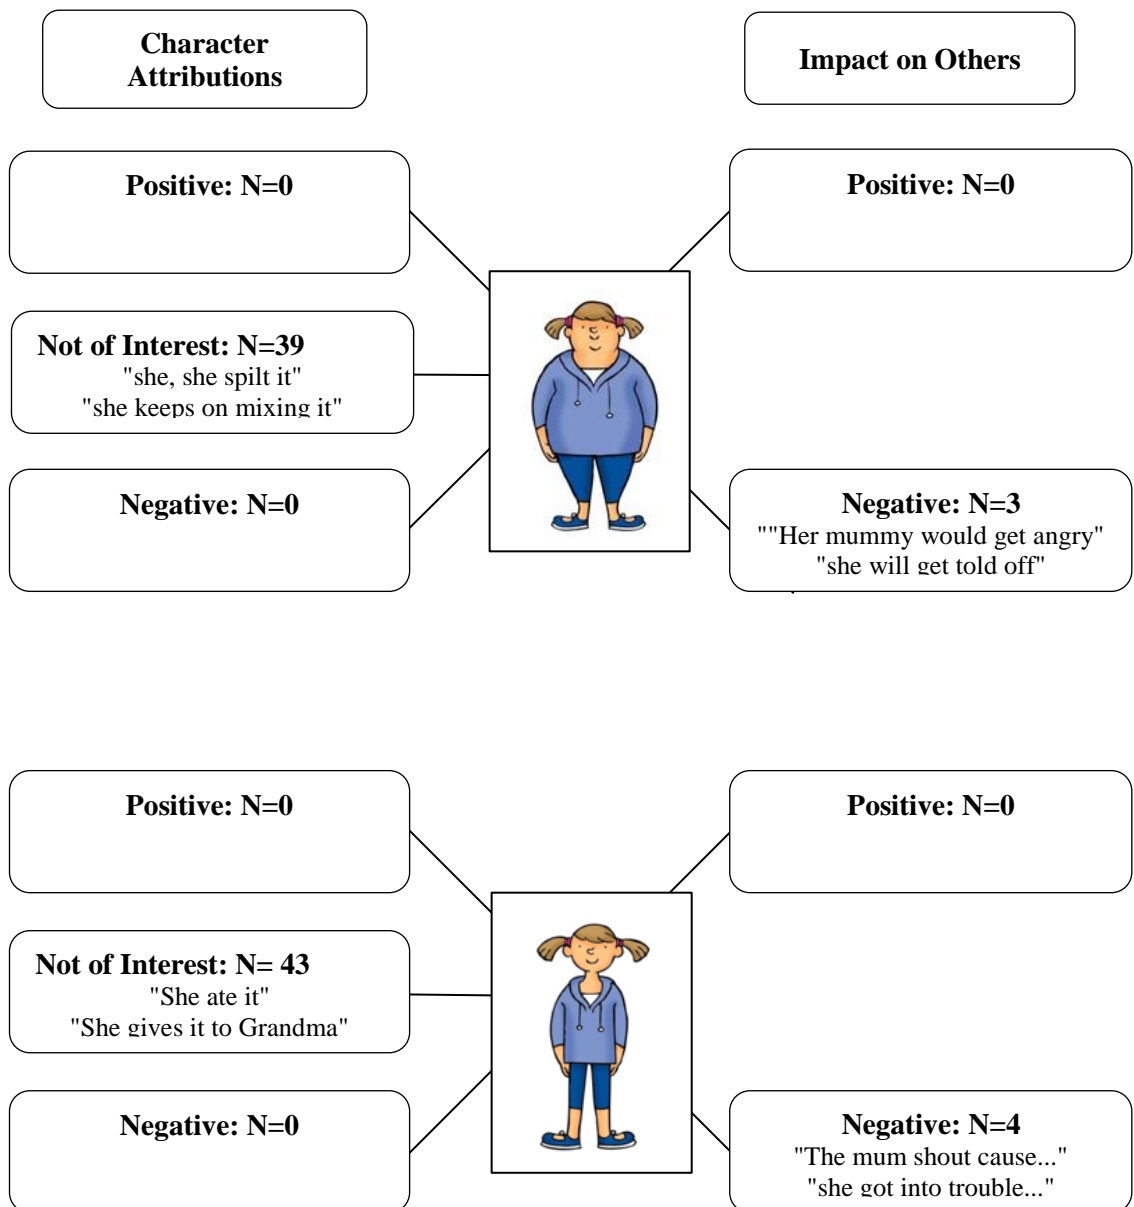 Character
Attributions
Impact on Others
Positive: N=0
Positive: N=0
Not of Interest: N=39
"she, she spilt it"
"she keeps on mixing it"
Negative: N=0
Negative: N=3
""Her mummy would get angry"
"she will get told off"
Positive: N=0
Positive: N=0
Not of Interest: N= 43
"She ate it"
"She gives it to Grandma"
Negative: N=0
Negative: N=4
"The mum shout cause..."
"she got into trouble..."